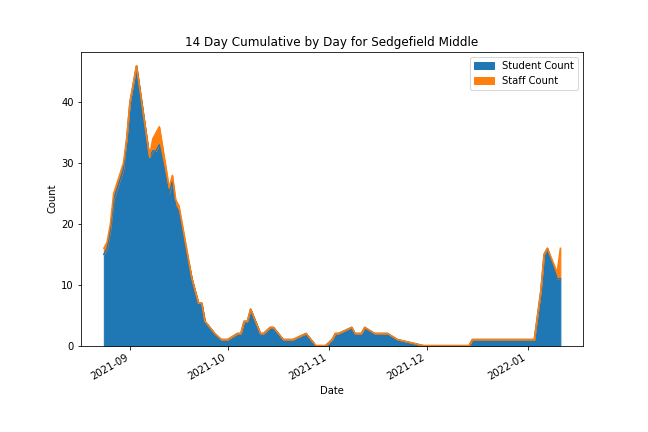 14 Day Cumulative by Day for Sedgefield Middle
Student Count
Staff Count
40
30
20
10
0
Count
2021-09
2021-10
2021-11
2021-12
2022-01
Date